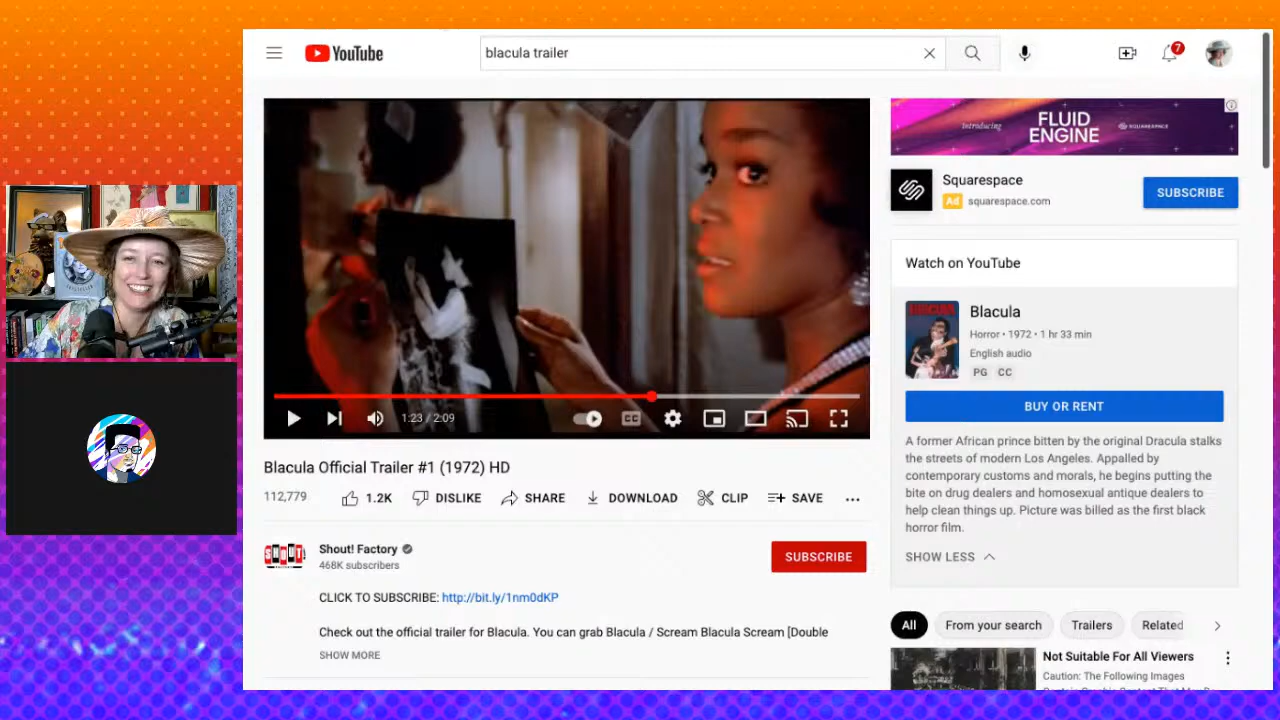 YouTube
blacula trailer
7
Introducing
FLUID
ENGINE
SQUARESPACE
Squarespace
Ad squarespace.com
SUBSCRIBE
1:23 / 2:09
CC
Blacula Official Trailer #1 (1972) HD
112,779
1.2K
DISLIKE
SHARE
DOWNLOAD
CLIP
SAVE
SHOUT!
Shout! Factory
468K subscribers
SUBSCRIBE
CLICK TO SUBSCRIBE: http://bit.ly/1nm0dKP
Check out the official trailer for Blacula. You can grab Blacula / Scream Blacula Scream [Double
SHOW MORE
Watch on YouTube
BLACULA
Blacula
Horror • 1972 • 1 hr 33 min
English audio
PG CC
BUY OR RENT
A former African prince bitten by the original Dracula stalks
the streets of modern Los Angeles. Appalled by
contemporary customs and morals, he begins putting the
bite on drug dealers and homosexual antique dealers to
help clean things up. Picture was billed as the first black
horror film.
SHOW LESS
All
From your search
Trailers
Related
Not Suitable For All Viewers
Caution: The Following Images